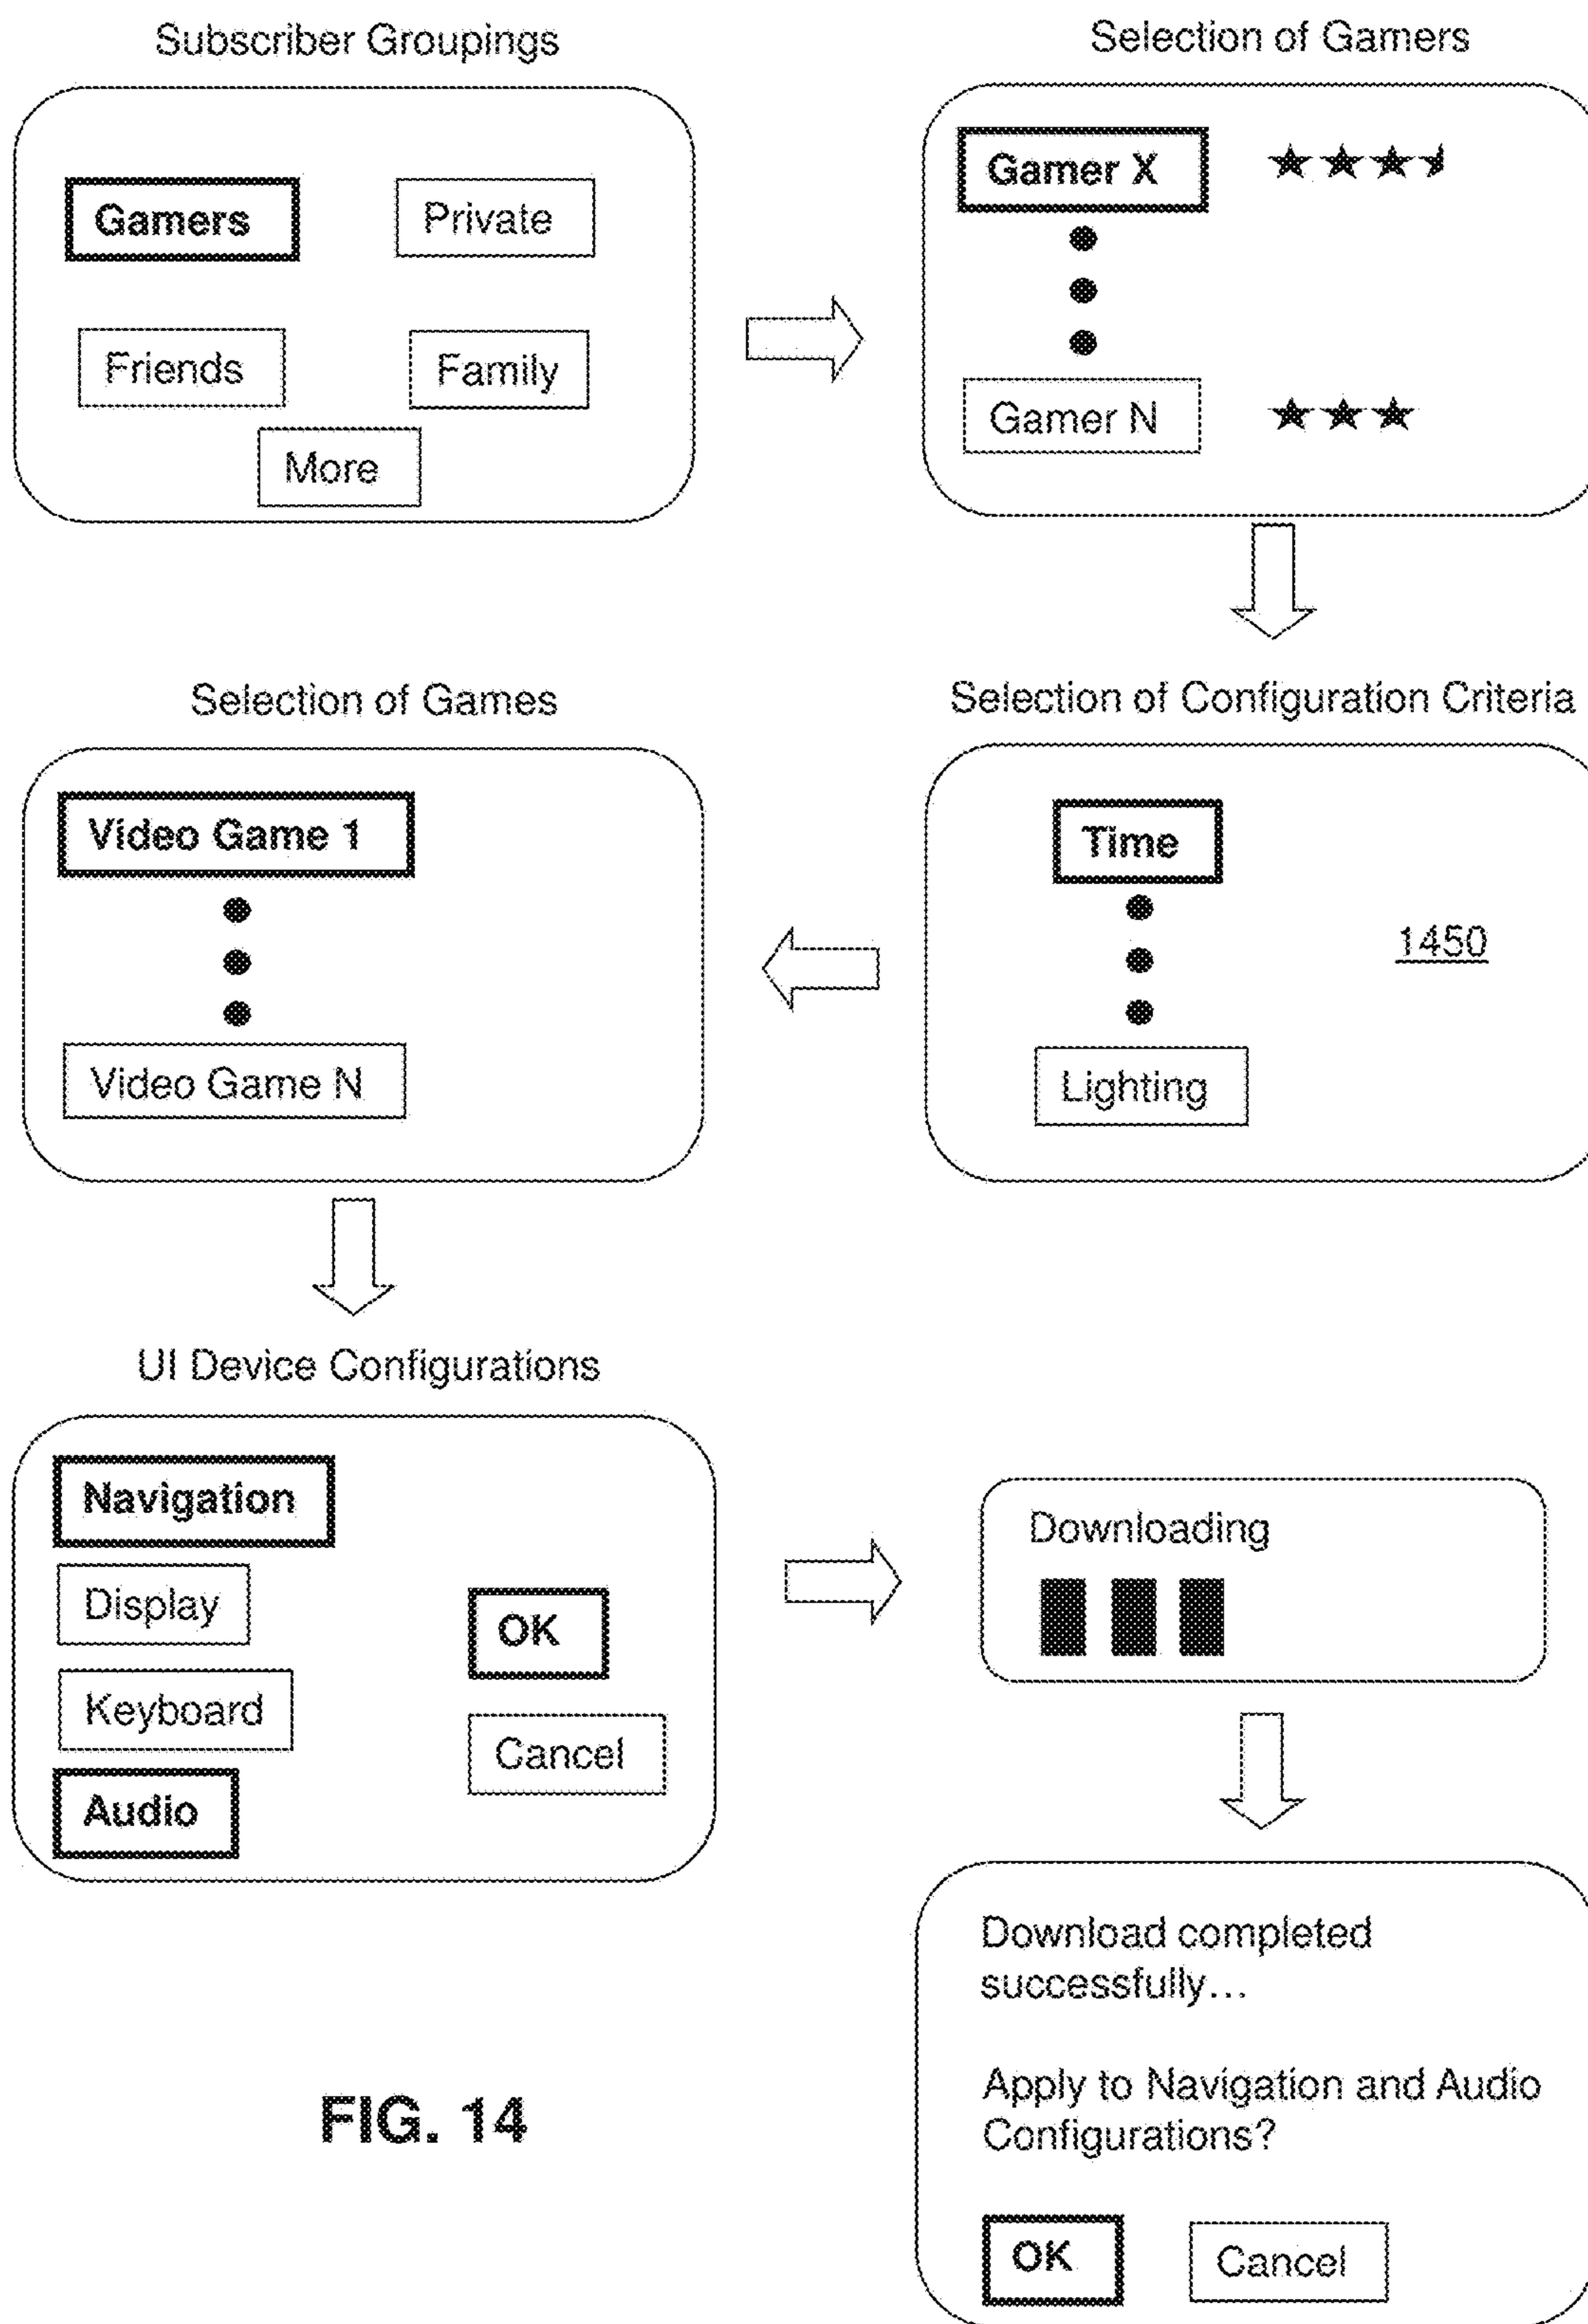 Subscriber Groupings
Gamers
Private
Friends
Family
More
Selection of Gamers
Gamer X
Gamer N
Selection of Configuration Criteria
Time
1450
Lighting
Selection of Games
Video Game 1
Video Game N
UI Device Configurations
Navigation
Display
Keyboard
Audio
OK
Cancel
Downloading
Download completed
successfully...
Apply to Navigation and Audio
Configurations?
OK
Cancel
FIG. 14